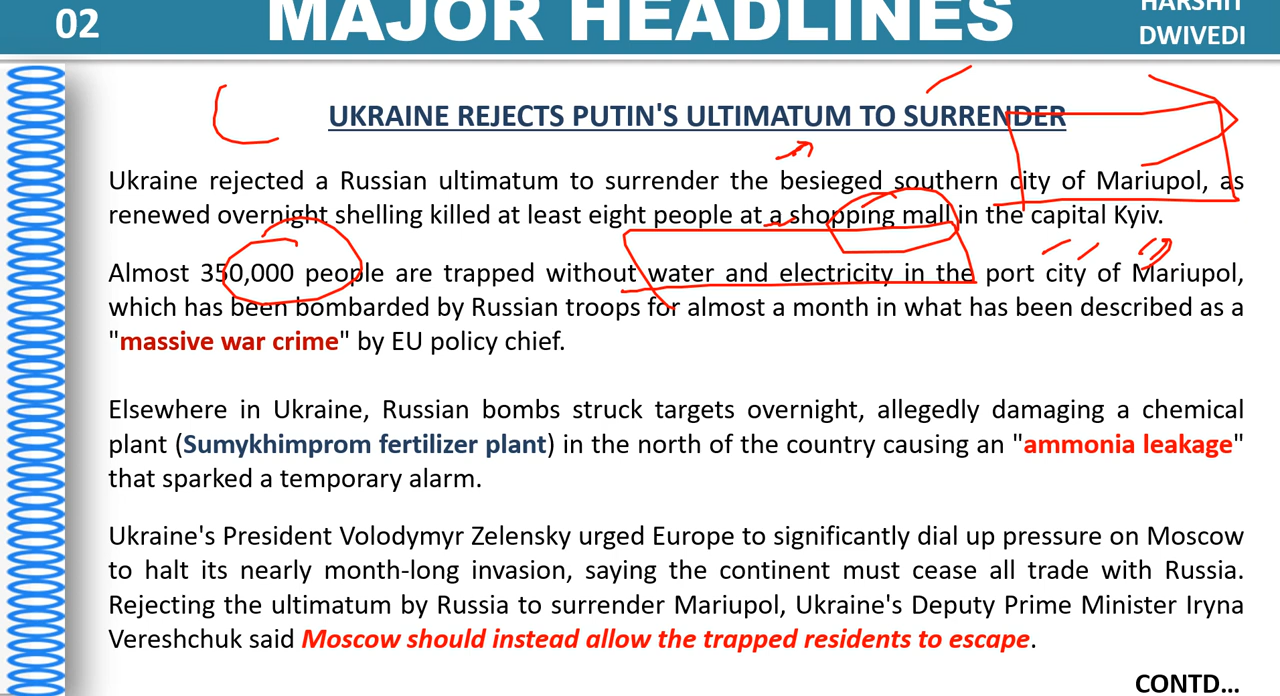 02
MAJOR HEADLINES
HARSHIT
DWIVEDI
UKRAINE REJECTS PUTIN'S ULTIMATUM TO SURRENDER
Ukraine rejected a Russian ultimatum to surrender the besieged southern city of Mariupol, as
renewed overnight shelling killed at least eight people at a shopping mall in the capital Kyiv.
Almost 350,000 people are trapped without water and electricity in the port city of Mariupol,
which has been bombarded by Russian troops for almost a month in what has been described as a
"massive war crime" by EU policy chief.
Elsewhere in Ukraine, Russian bombs struck targets overnight, allegedly damaging a chemical
plant (Sumykhimprom fertilizer plant) in the north of the country causing an "ammonia leakage"
that sparked a temporary alarm.
Ukraine's President Volodymyr Zelensky urged Europe to significantly dial up pressure on Moscow
to halt its nearly month-long invasion, saying the continent must cease all trade with Russia.
Rejecting the ultimatum by Russia to surrender Mariupol, Ukraine's Deputy Prime Minister Iryna
Vereshchuk said Moscow should instead allow the trapped residents to escape.
CONTD...